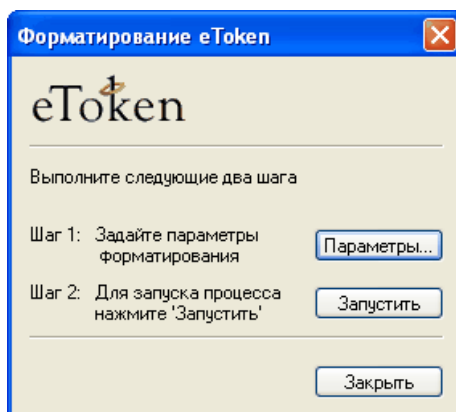 Форматирование eToken
eToken
Выполните следующие два шага
Шаг 1: Задайте параметры
форматирования
Параметры...
Шаг 2: Для запуска процесса
нажмите 'Запустить'
Запустить
Закрыть